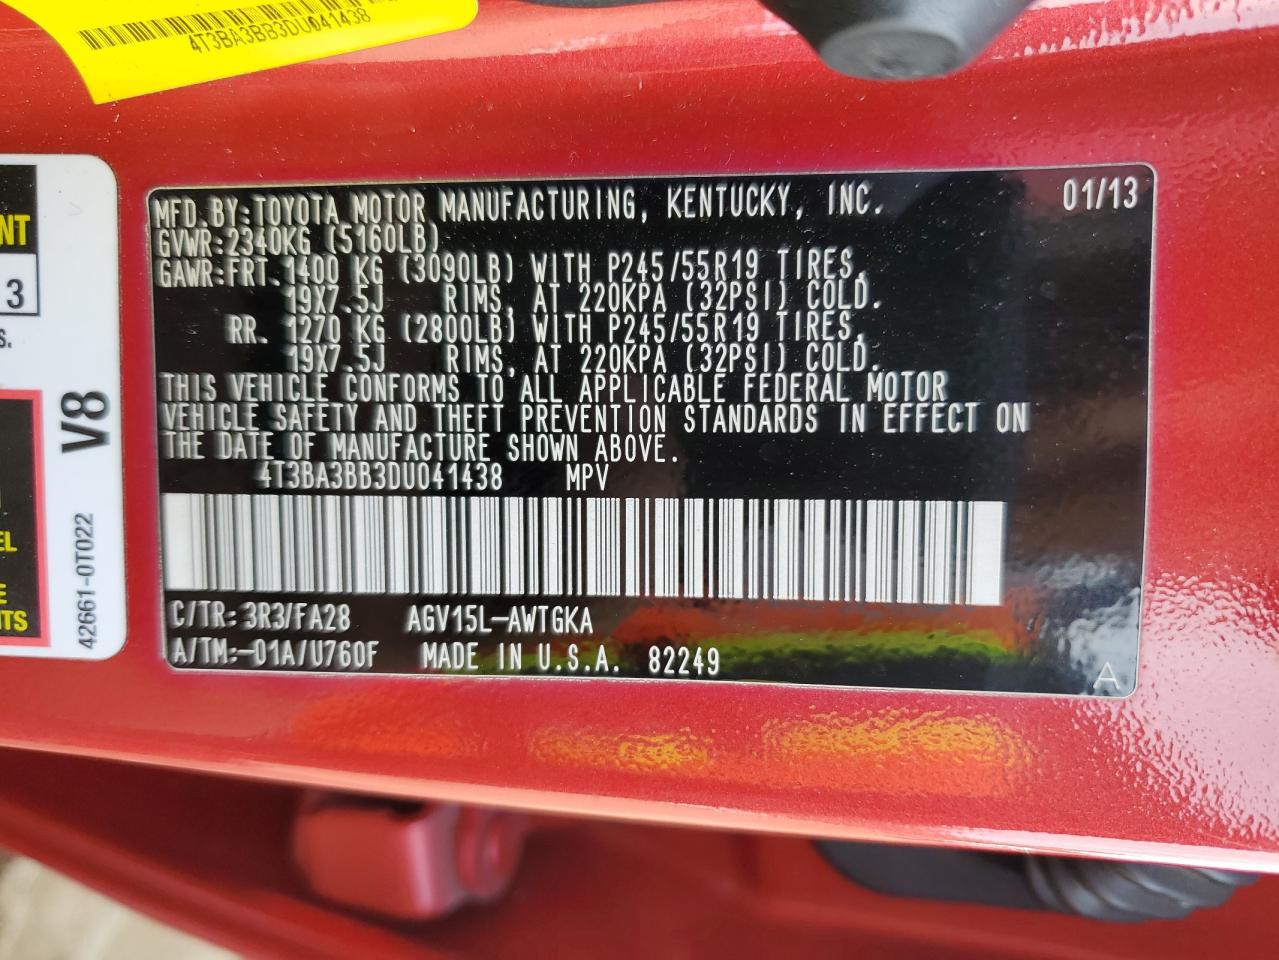 4T3BA3BB3DU041438
NT
3
S.
V8
EL
E
TS
42661-0T022
MFD.BY:TOYOTA MOTOR MANUFACTURING, KENTUCKY, INC. 01/13
GVWR:2340KG (5160LB)
GAWR:FRT. 1400 KG (3090LB) WITH P245/55R19 TIRES,
19X7.5J RIMS, AT 220KPA (32PSI) COLD.
RR. 1270 KG (2800LB) WITH P245/55R19 TIRES,
19X7.5J RIMS, AT 220KPA (32PSI) COLD.
THIS VEHICLE CONFORMS TO ALL APPLICABLE FEDERAL MOTOR
VEHICLE SAFETY AND THEFT PREVENTION STANDARDS IN EFFECT ON
THE DATE OF MANUFACTURE SHOWN ABOVE.
4T3BA3BB3DU041438 MPV
C/TR: 3R3/FA28 AGV15L-AWTGKA
A/TM:-01A/U760F MADE IN U.S.A. 82249
A